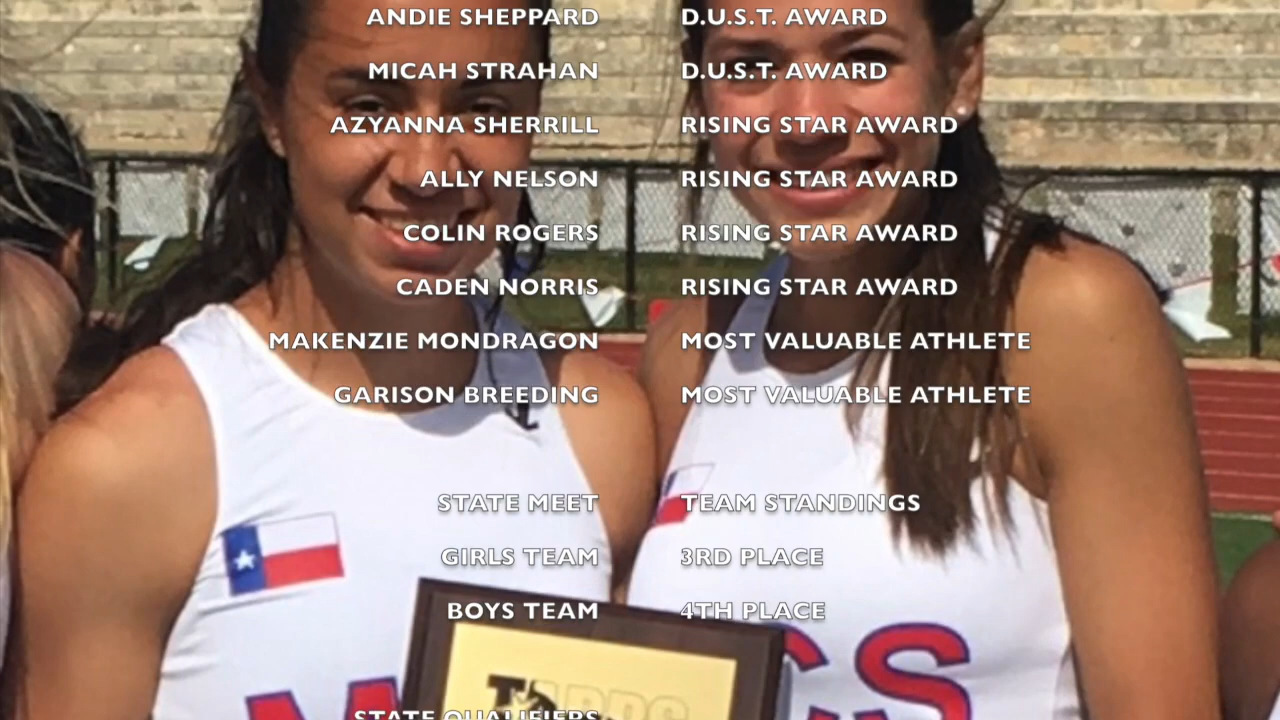 ANDIE SHEPPARD D.U.S.T. AWARD
MICAH STRAHAN D.U.S.T. AWARD
AZYANNA SHERRILL RISING STAR AWARD
ALLY NELSON RISING STAR AWARD
COLIN ROGERS RISING STAR AWARD
CADEN NORRIS RISING STAR AWARD
MAKENZIE MONDRAGON MOST VALUABLE ATHLETE
GARISON BREEDING MOST VALUABLE ATHLETE
STATE MEET TEAM STANDINGS
GIRLS TEAM 3RD PLACE
BOYS TEAM 4TH PLACE
STATE QUALIFIERS